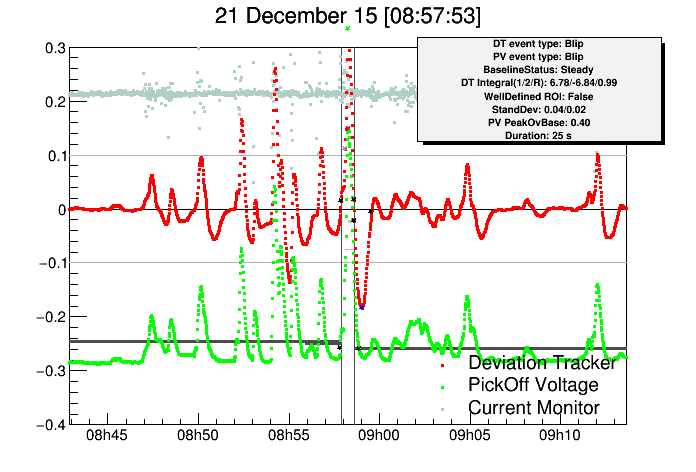 21 December 15 [08:57:53]
DT event type: Blip
PV event type: Blip
BaselineStatus: Steady
DT Integral(1/2/R): 6.78/-6.84/0.99
WellDefined ROI: False
StandDev: 0.04/0.02
PV PeakOvBase: 0.40
Duration: 25 s
0.3
0.2
0.1
0
−0.1
−0.2
−0.3
−0.4
Deviation Tracker
PickOff Voltage
Current Monitor
08h45 08h50 08h55 09h00 09h05 09h10